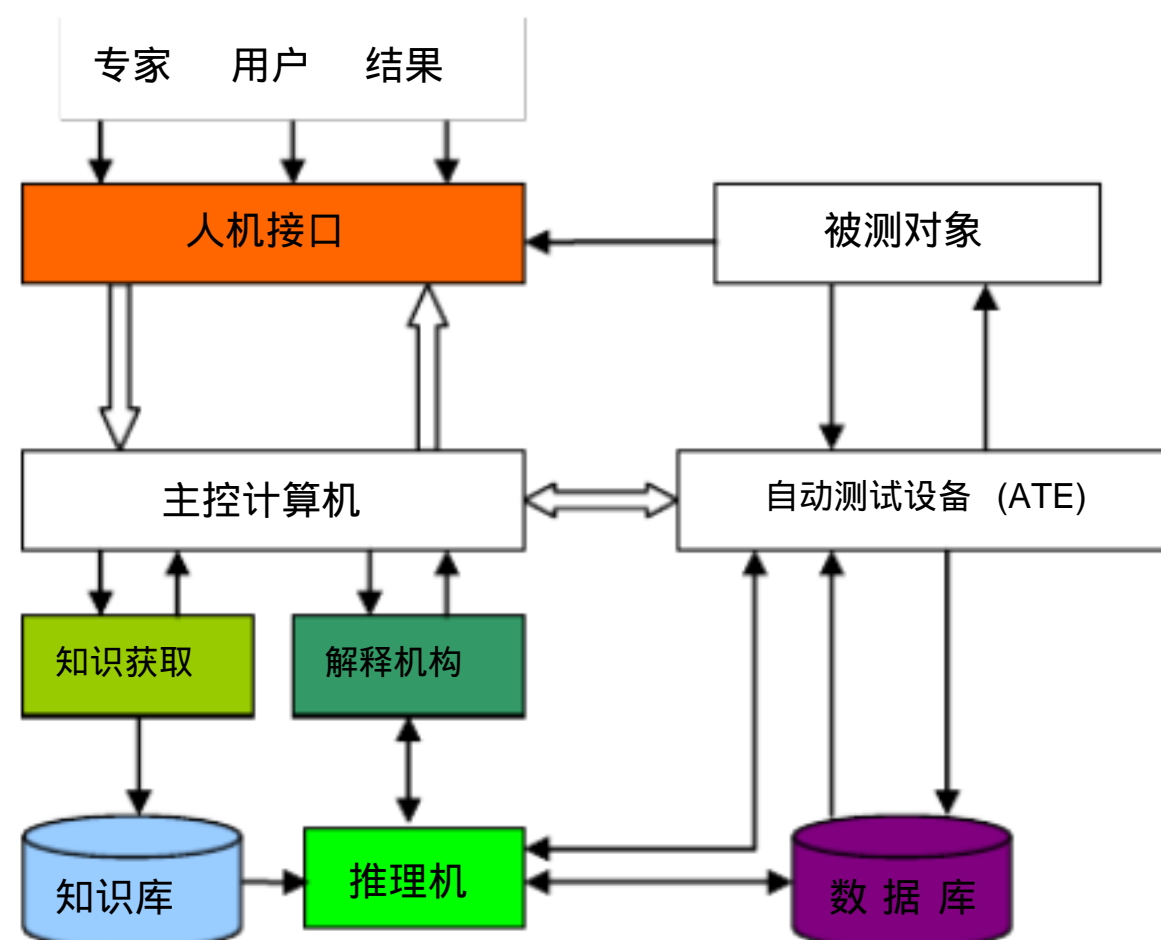 专家 用户 结果
人机接口
被测对象
主控计算机
自动测试设备 (ATE)
知识获取
解释机构
知识库
推理机
数 据 库